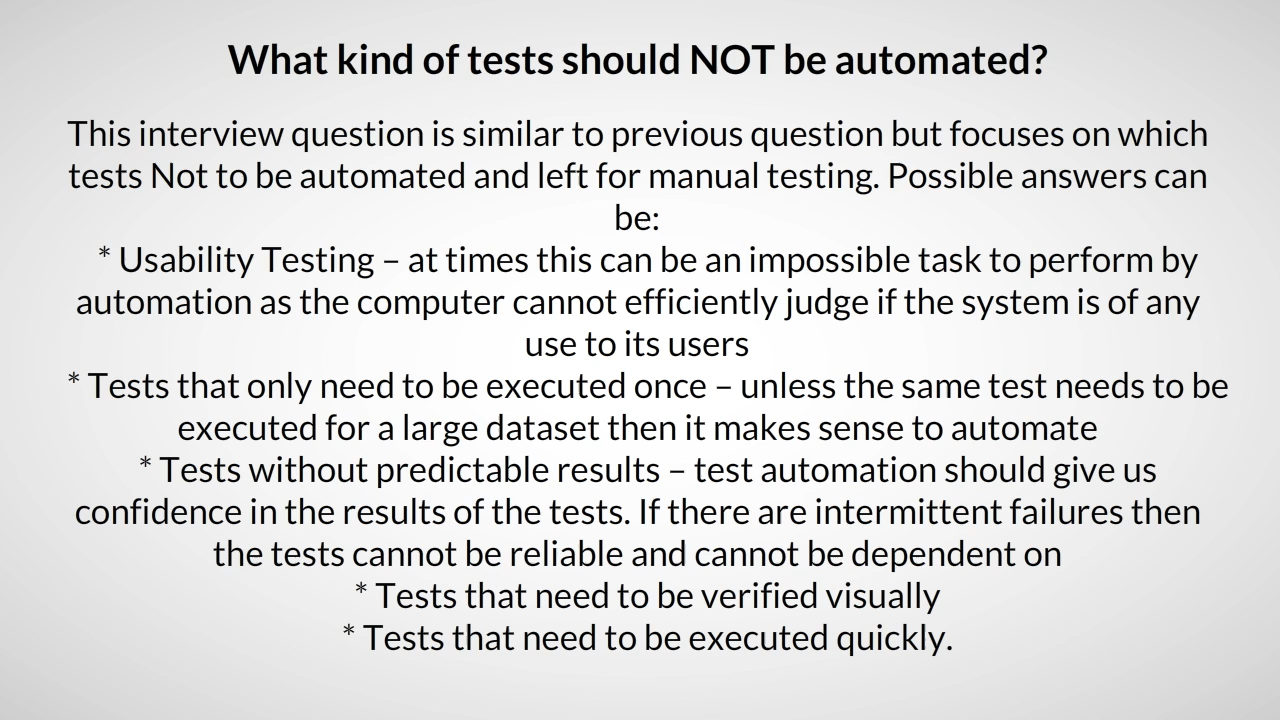 What kind of tests should NOT be automated?
This interview question is similar to previous question but focuses on which
tests Not to be automated and left for manual testing. Possible answers can
be:
* Usability Testing – at times this can be an impossible task to perform by
automation as the computer cannot efficiently judge if the system is of any
use to its users
* Tests that only need to be executed once – unless the same test needs to be
executed for a large dataset then it makes sense to automate
* Tests without predictable results – test automation should give us
confidence in the results of the tests. If there are intermittent failures then
the tests cannot be reliable and cannot be dependent on
* Tests that need to be verified visually
* Tests that need to be executed quickly.